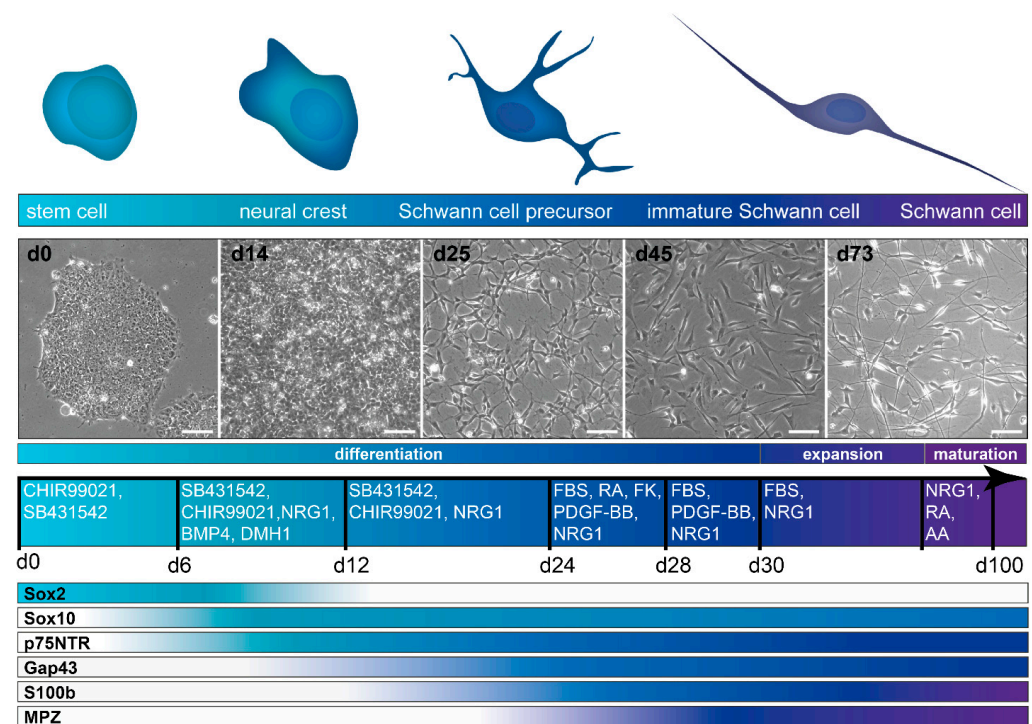 stem cell neural crest Schwann cell precursor immature Schwann cell Schwann cell
d0 d14 d25 d45 d73
differentiation expansion maturation
CHIR99021, SB431542, SB431542, FBS, RA, FK, FBS, FBS, NRG1,
SB431542 CHIR99021,NRG1, CHIR99021, NRG1 PDGF-BB, PDGF-BB, NRG1 RA,
BMP4, DMH1 NRG1 NRG1 AA
d0 d6 d12 d24 d28 d30 d100
Sox2
Sox10
p75NTR
Gap43
S100b
MPZ